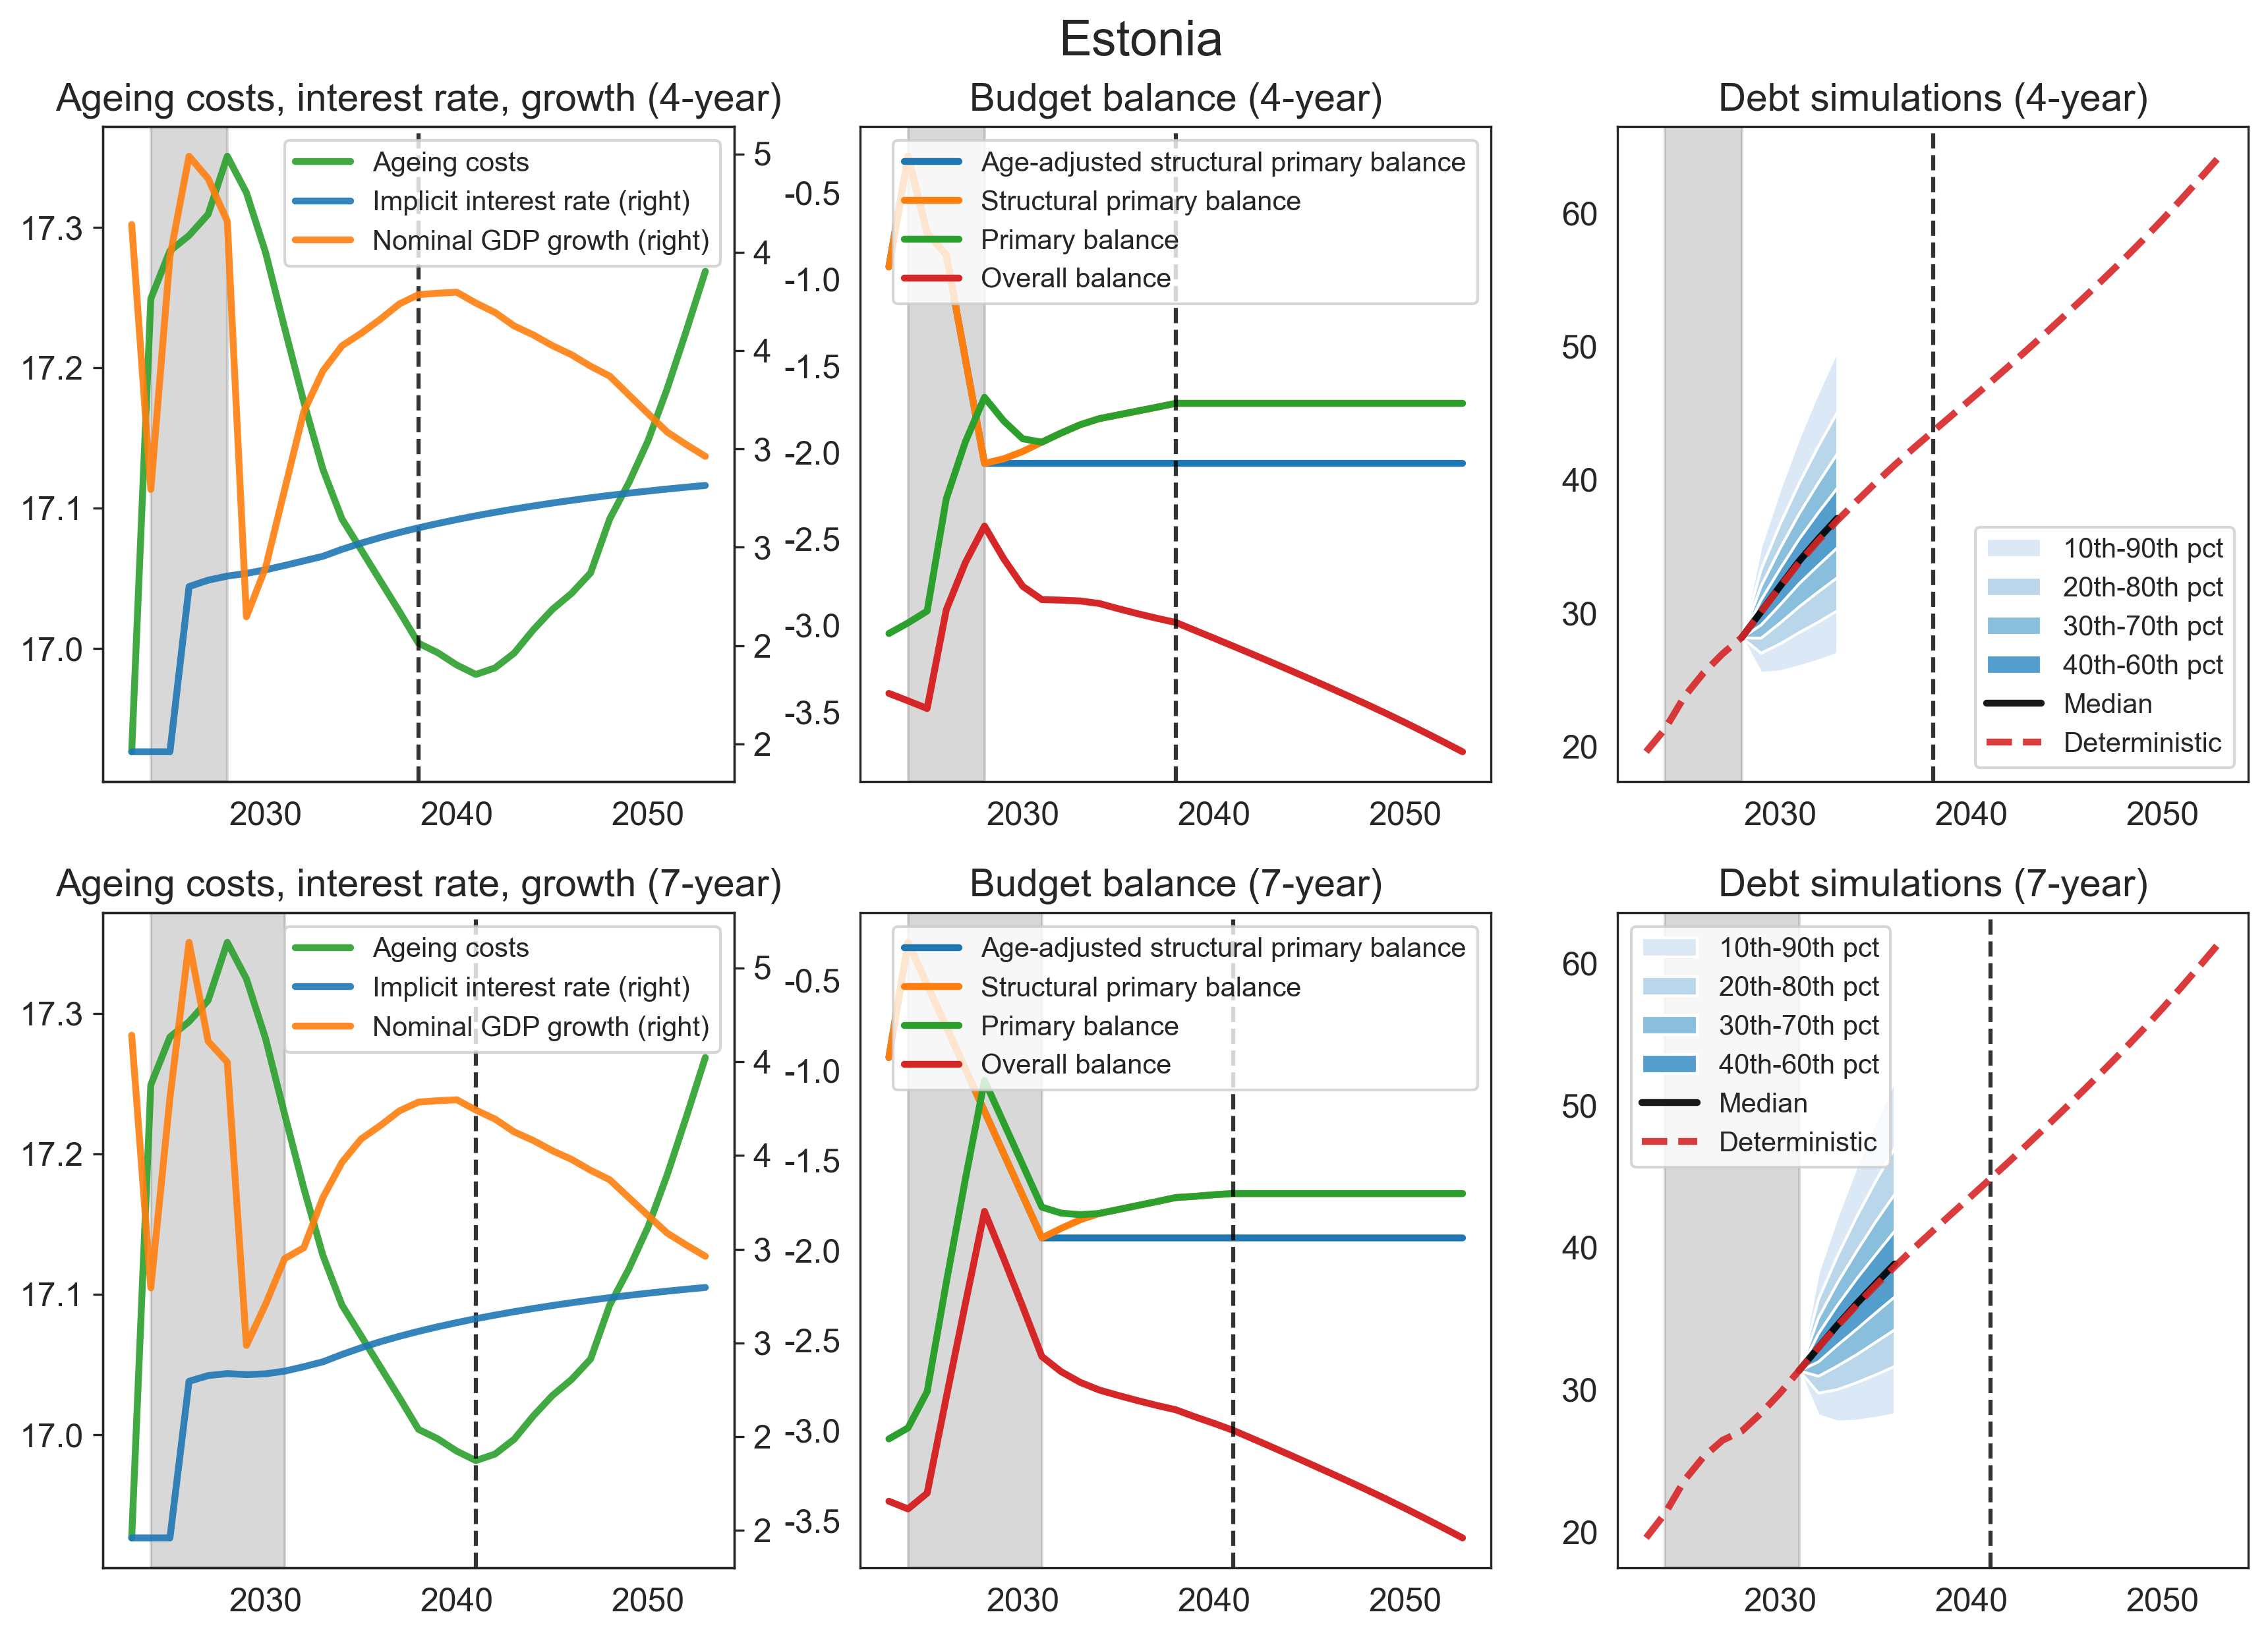 Estonia
Ageing costs, interest rate, growth (4-year)
Ageing costs
Implicit interest rate (right)
Nominal GDP growth (right)
17.3
17.2
17.1
17.0
5
4
4
3
3
2
2
2030
2040
2050
Budget balance (4-year)
Age-adjusted structural primary balance
Structural primary balance
Primary balance
Overall balance
-0.5
-1.0
-1.5
-2.0
-2.5
-3.0
-3.5
2030
2040
2050
Debt simulations (4-year)
60
50
40
30
20
10th-90th pct
20th-80th pct
30th-70th pct
40th-60th pct
Median
Deterministic
2030
2040
2050
Ageing costs, interest rate, growth (7-year)
Ageing costs
Implicit interest rate (right)
Nominal GDP growth (right)
17.3
17.2
17.1
17.0
5
4
4
3
3
2
2
2030
2040
2050
Budget balance (7-year)
Age-adjusted structural primary balance
Structural primary balance
Primary balance
Overall balance
-0.5
-1.0
-1.5
-2.0
-2.5
-3.0
-3.5
2030
2040
2050
Debt simulations (7-year)
10th-90th pct
20th-80th pct
30th-70th pct
40th-60th pct
Median
Deterministic
60
50
40
30
20
2030
2040
2050